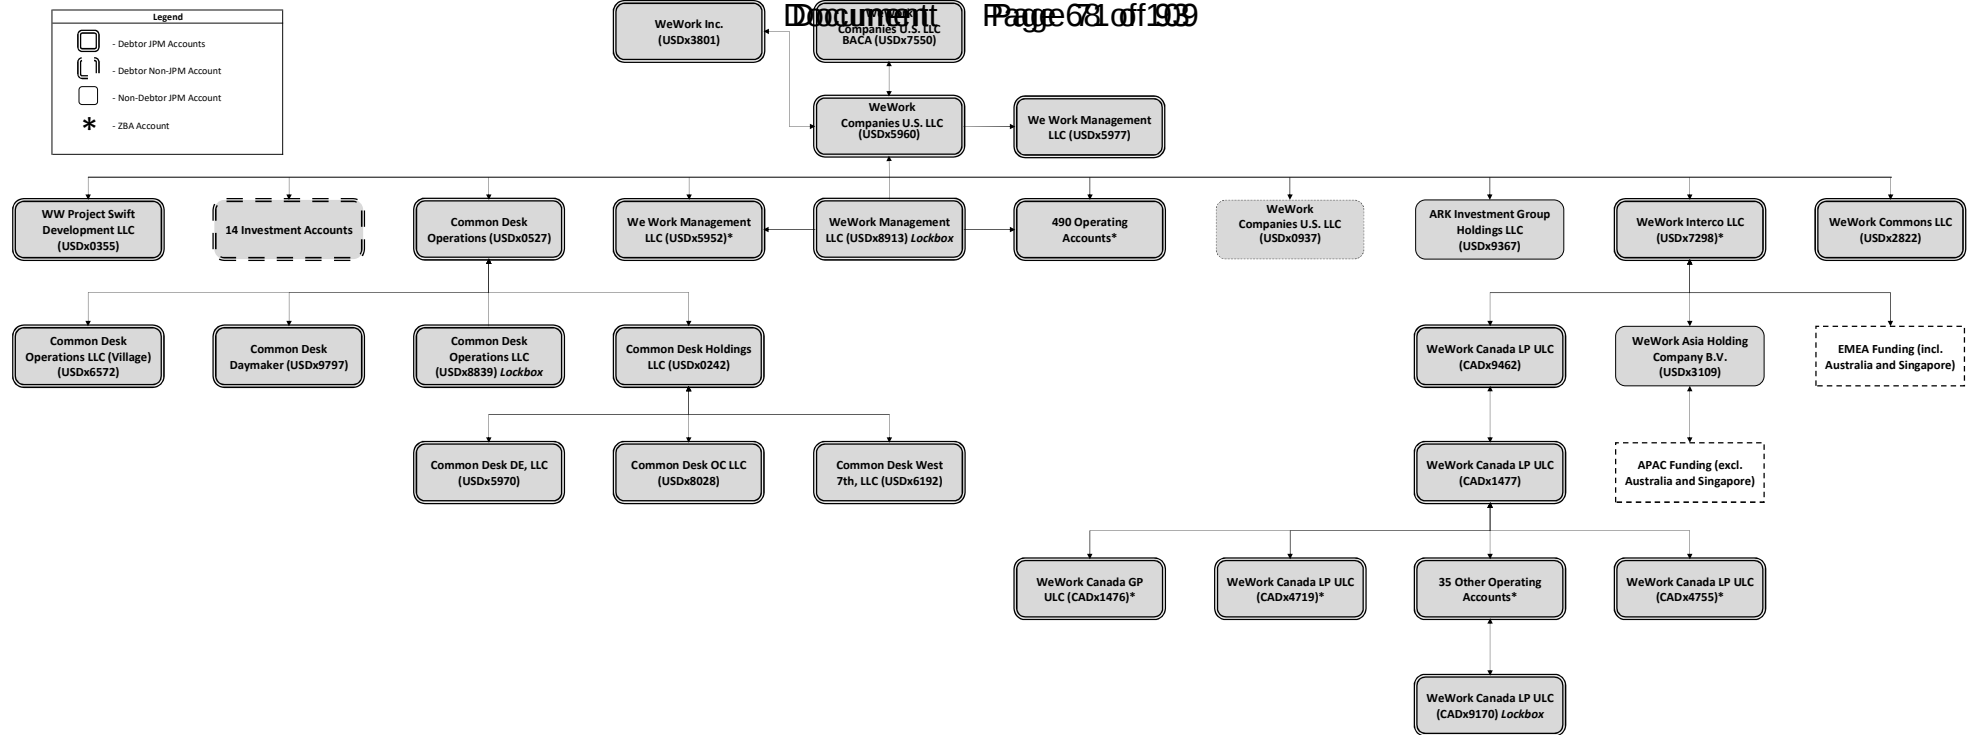 Document Page of
Legend
- Debtor JPM Accounts
- Debtor Non-JPM Account
- Non-Debtor JPM Account
* - ZBA Account
WeWork Inc.
(USDx3801)
WeWork
Companies U.S. LLC
BACA (USDx7550)
WeWork
Companies U.S. LLC
(USDx5960)
We Work Management
LLC (USDx5977)
WW Project Swift
Development LLC
(USDx0355)
14 Investment Accounts
Common Desk
Operations (USDx0527)
We Work Management
LLC (USDx5952)*
WeWork Management
LLC (USDx8913) Lockbox
490 Operating
Accounts*
WeWork
Companies U.S. LLC
(USDx0937)
ARK Investment Group
Holdings LLC
(USDx9367)
WeWork Interco LLC
(USDx7298)*
WeWork Commons LLC
(USDx2822)
Common Desk
Operations LLC (Village)
(USDx6572)
Common Desk
Daymaker (USDx9797)
Common Desk
Operations LLC
(USDx8839) Lockbox
Common Desk Holdings
LLC (USDx0242)
WeWork Canada LP ULC
(CADx9462)
WeWork Asia Holding
Company B.V.
(USDx3109)
EMEA Funding (incl.
Australia and Singapore)
Common Desk DE, LLC
(USDx5970)
Common Desk OC LLC
(USDx8028)
Common Desk West
7th, LLC (USDx6192)
WeWork Canada LP ULC
(CADx1477)
APAC Funding (excl.
Australia and Singapore)
WeWork Canada GP
ULC (CADx1476)*
WeWork Canada LP ULC
(CADx4719)*
35 Other Operating
Accounts*
WeWork Canada LP ULC
(CADx4755)*
WeWork Canada LP ULC
(CADx9170) Lockbox